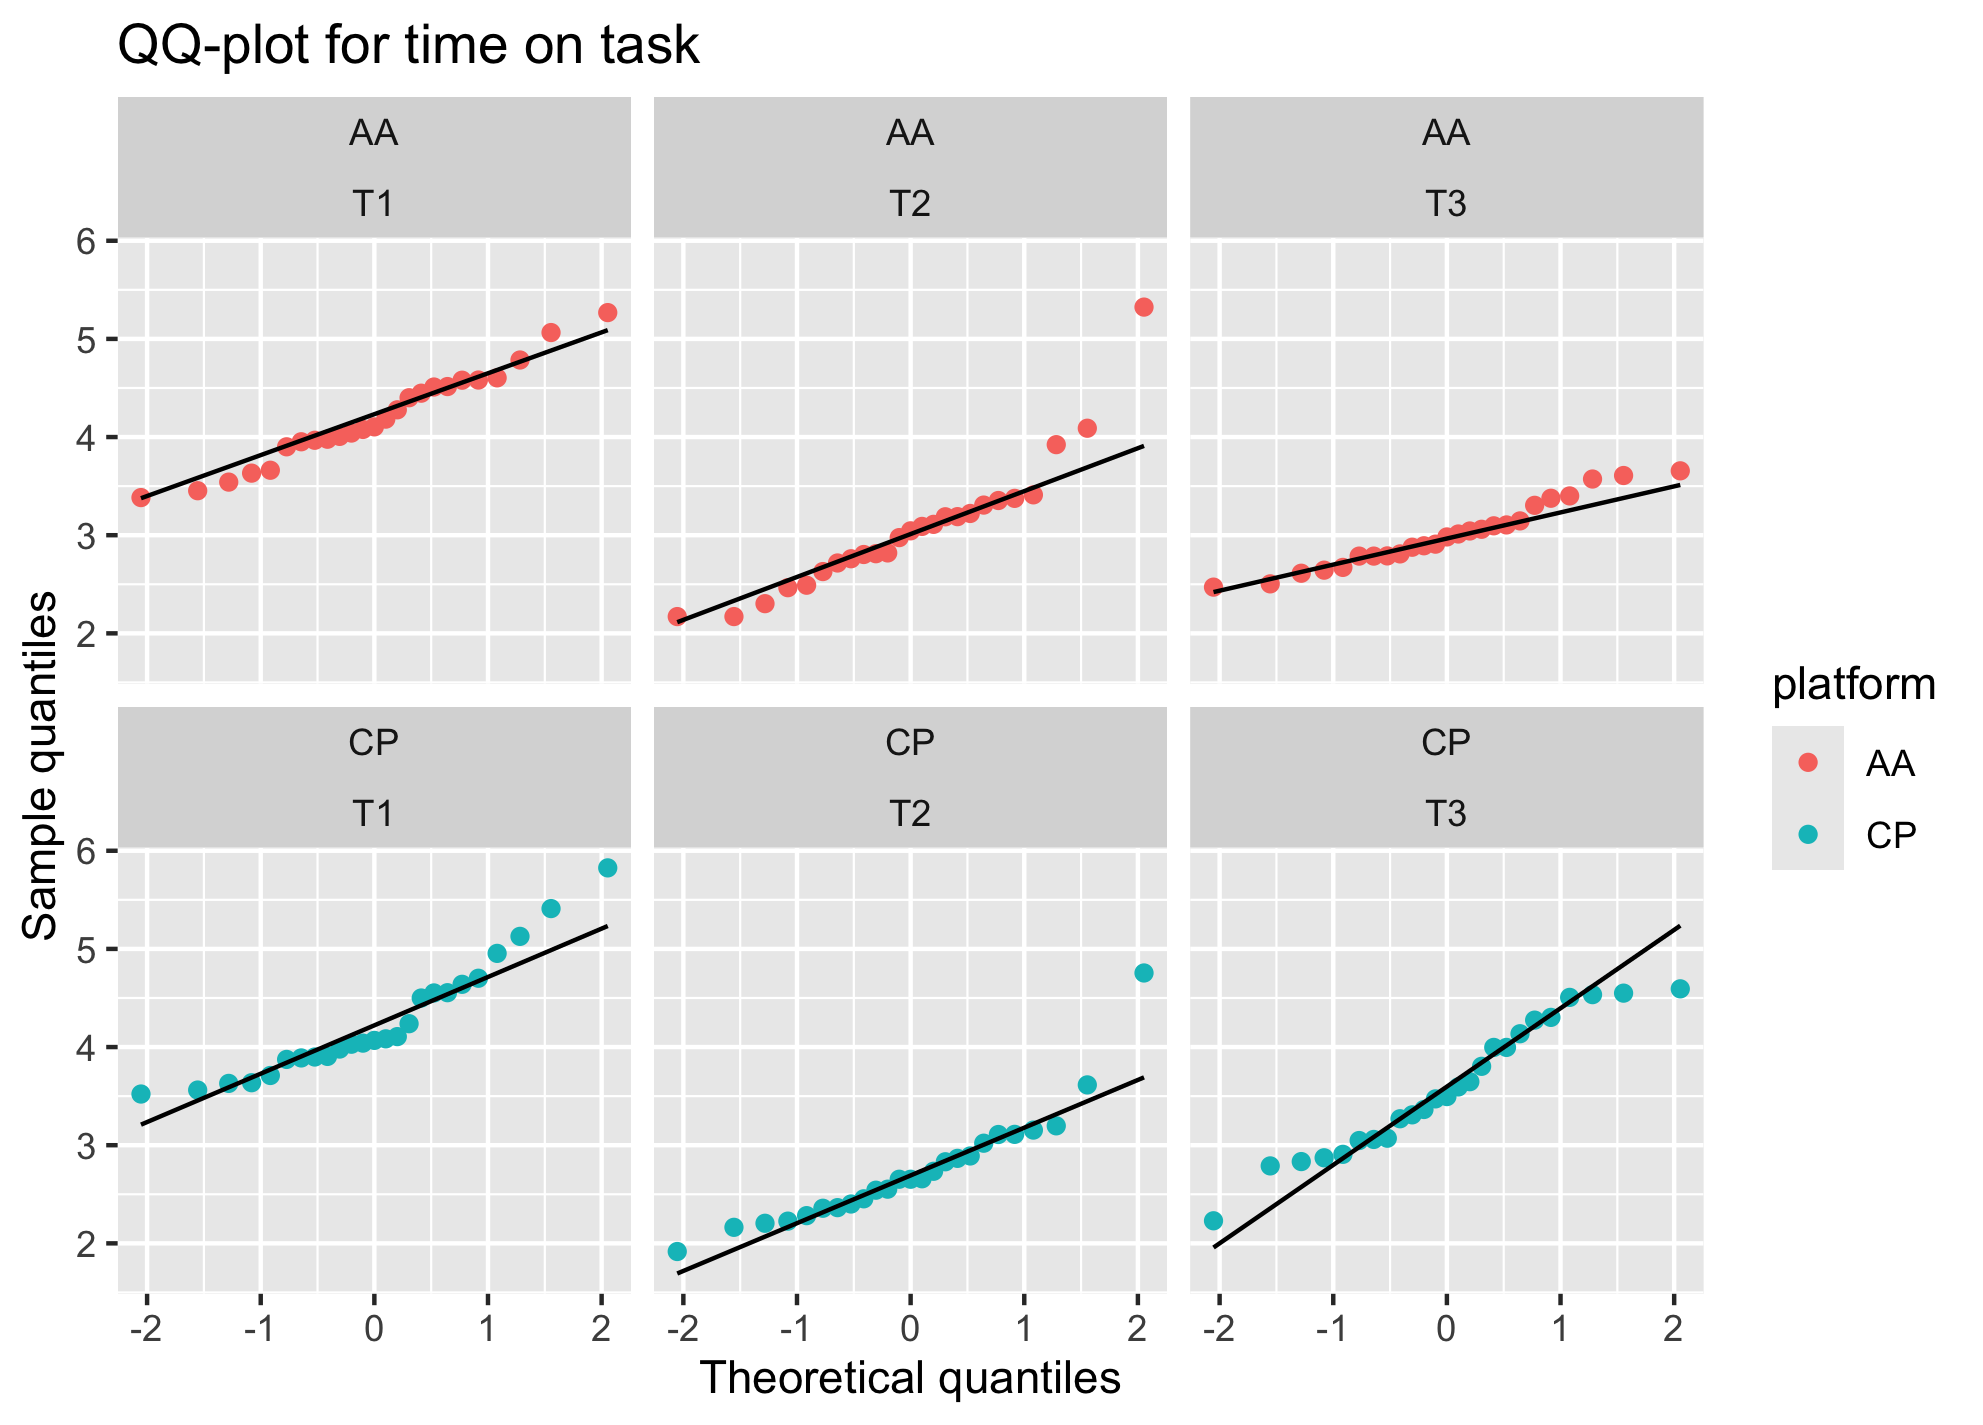 QQ-plot for time on task
AA
T1
AA
T2
AA
T3
6
5
4
3
2
CP
T1
CP
T2
CP
T3
6
5
4
3
2
-2 -1 0 1 2
-2 -1 0 1 2
-2 -1 0 1 2
Sample quantiles
Theoretical quantiles
platform
AA
CP